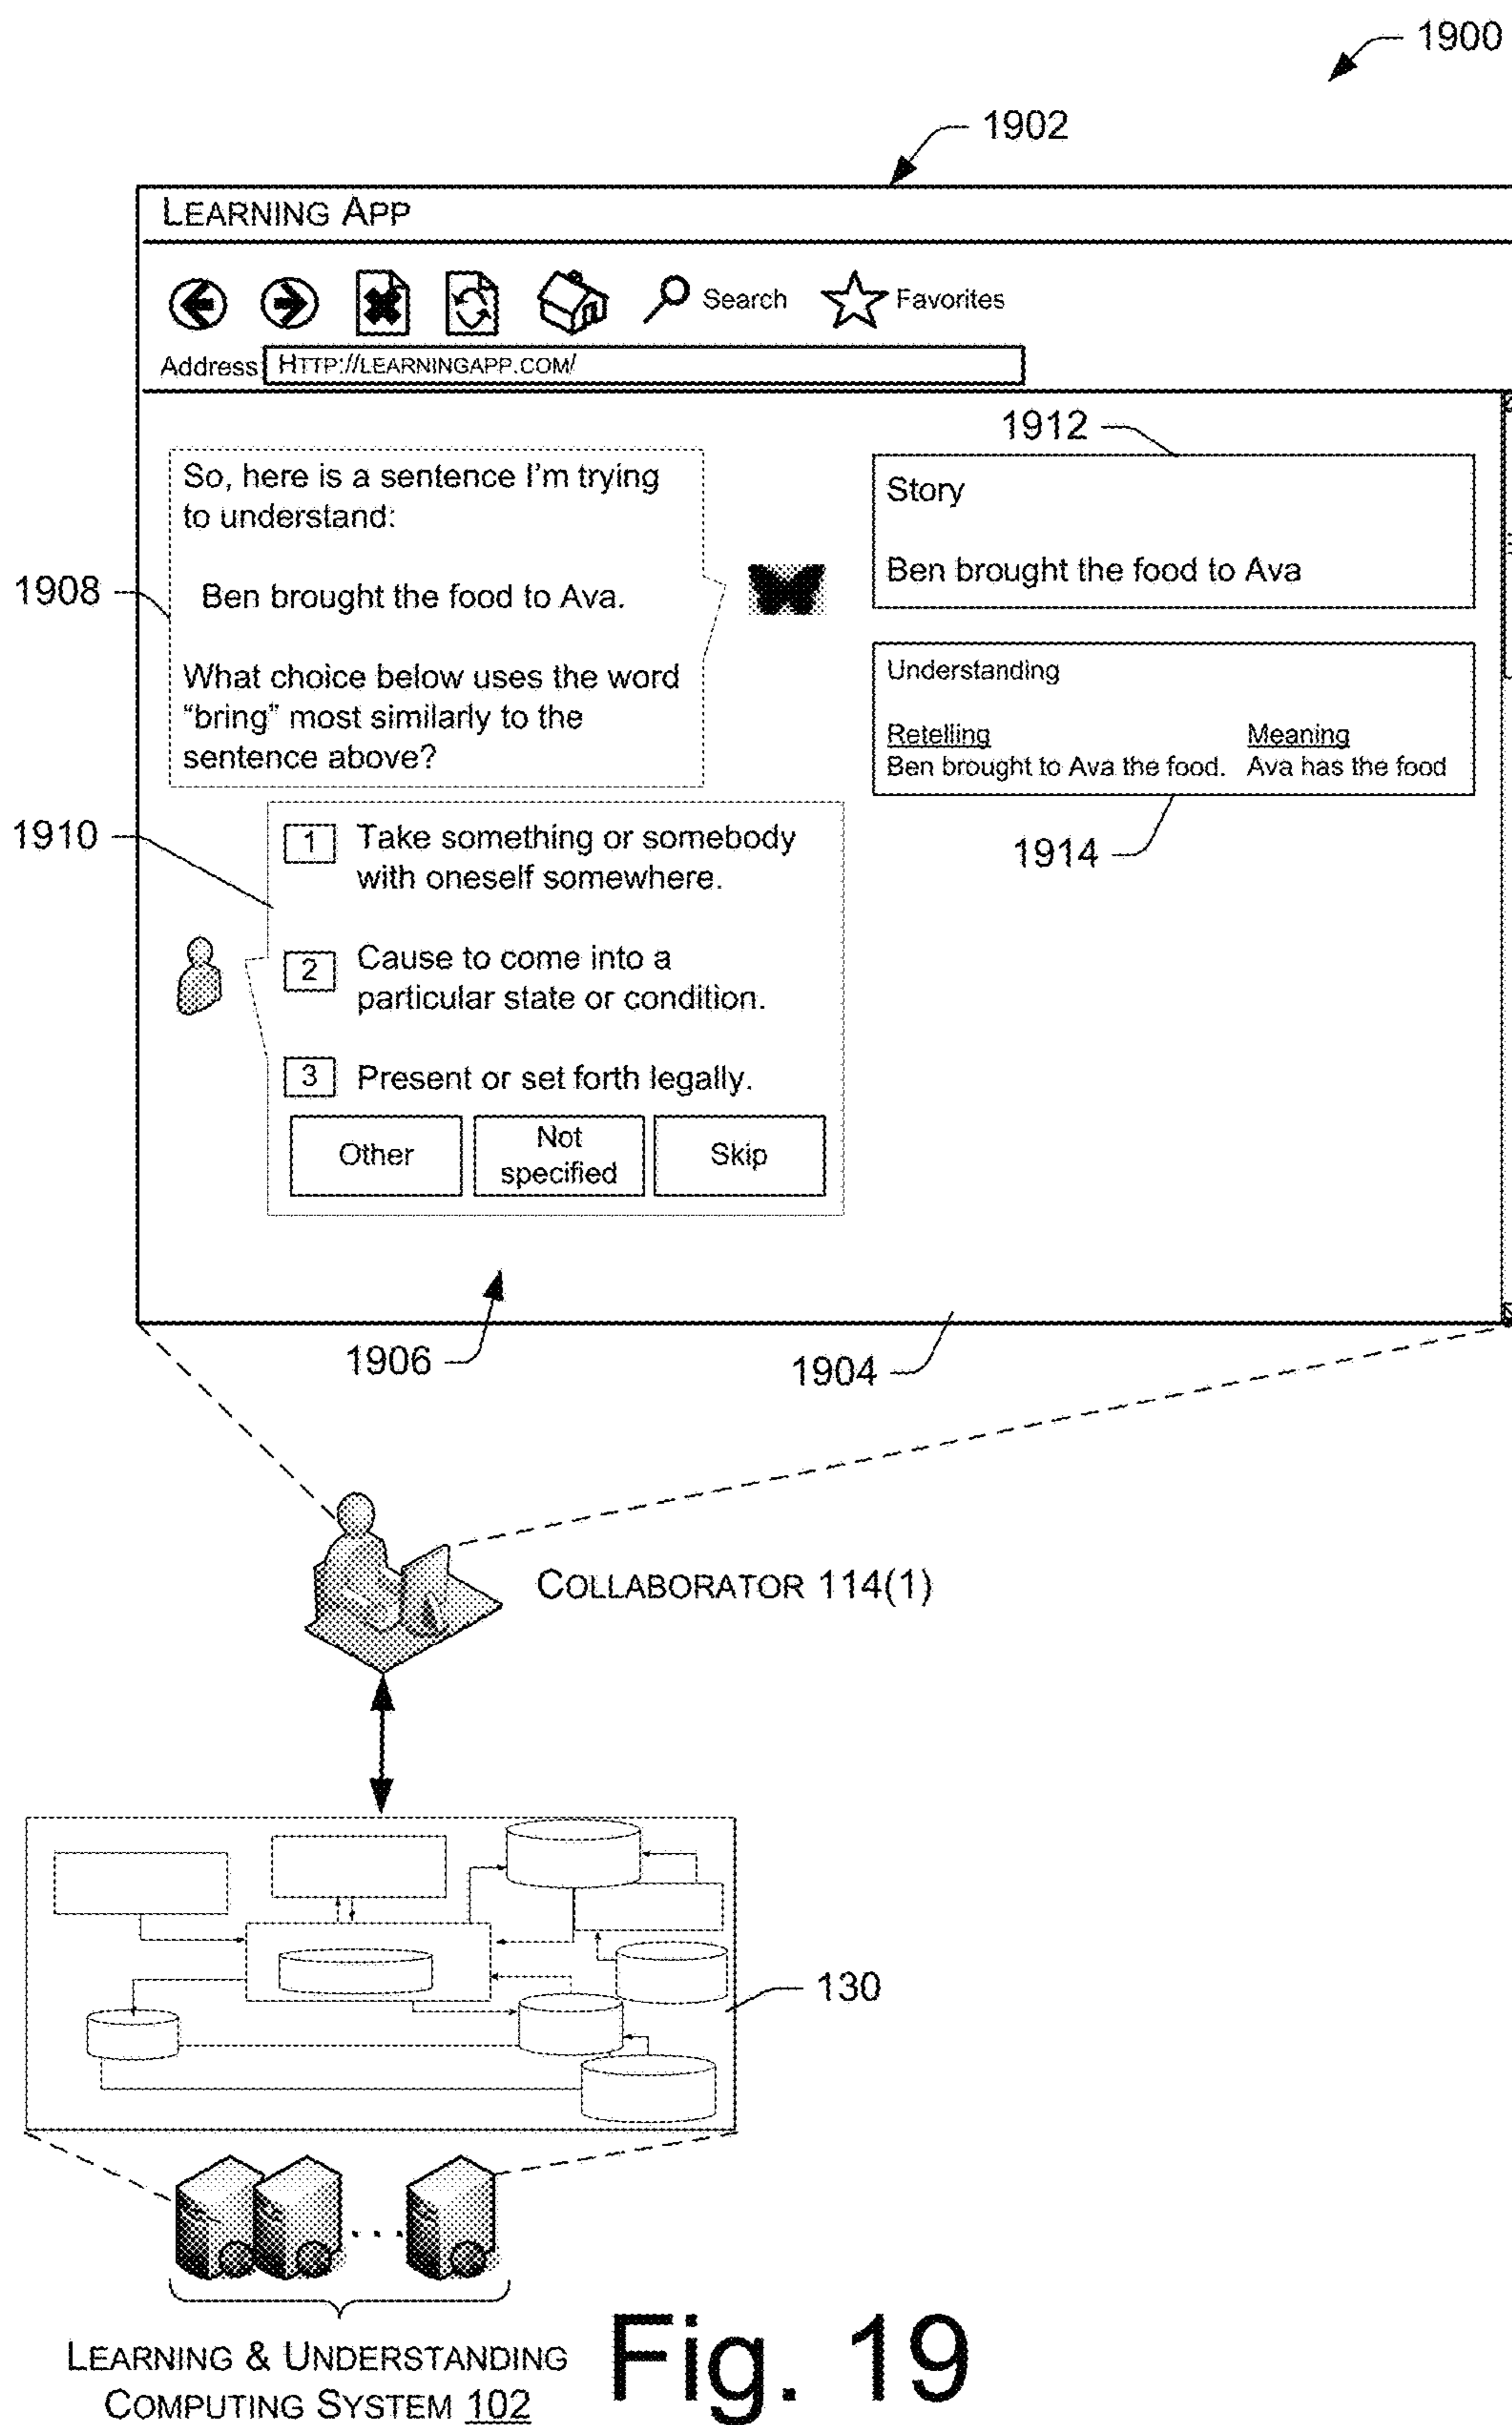 1900
1902
LEARNING APP
Search
Favorites
Address HTTP://LEARNINGAPP.COM/
1908
So, here is a sentence I'm trying
to understand:
Ben brought the food to Ava.
What choice below uses the word
"bring" most similarly to the
sentence above?
1912
Story
Ben brought the food to Ava
Understanding
Retelling Meaning
Ben brought to Ava the food. Ava has the food
1914
1910
1 Take something or somebody
with oneself somewhere.
2 Cause to come into a
particular state or condition.
3 Present or set forth legally.
Other
Not
specified
Skip
1906
1904
COLLABORATOR 114(1)
130
LEARNING & UNDERSTANDING
COMPUTING SYSTEM 102
Fig. 19